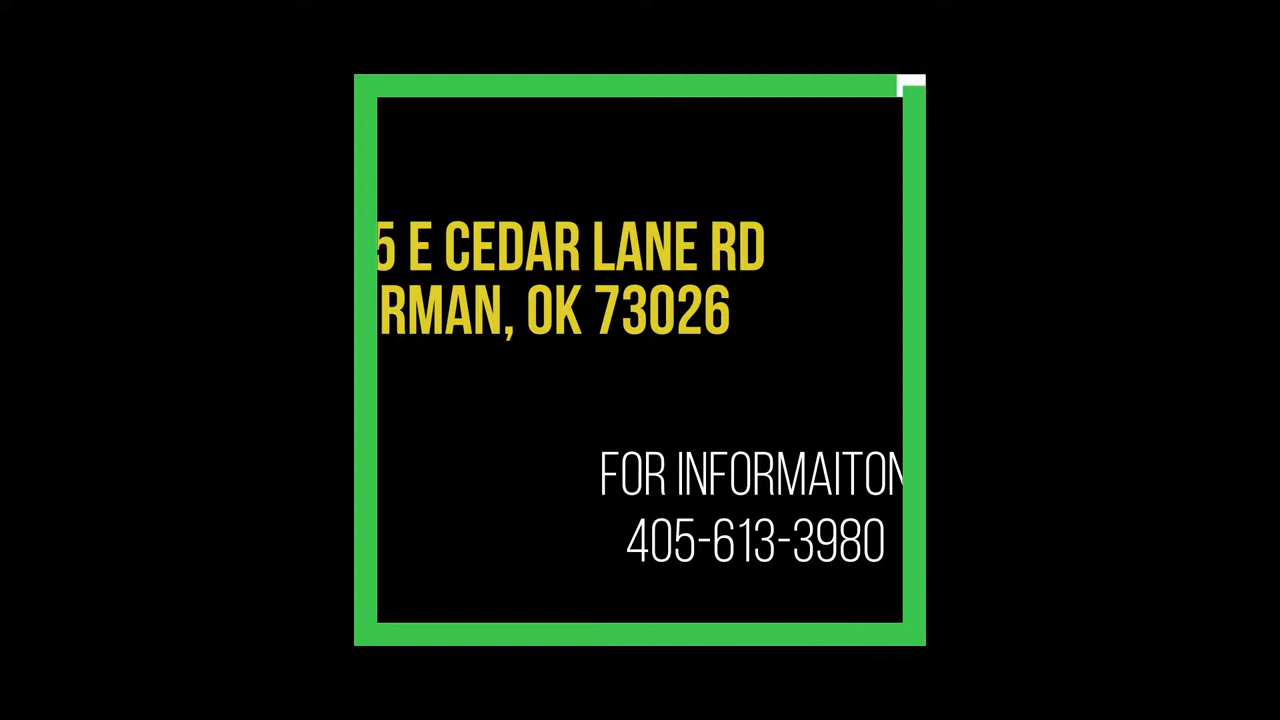 5 E CEDAR LANE RD
RMAN, OK 73026
FOR INFORMAITON
405-613-3980